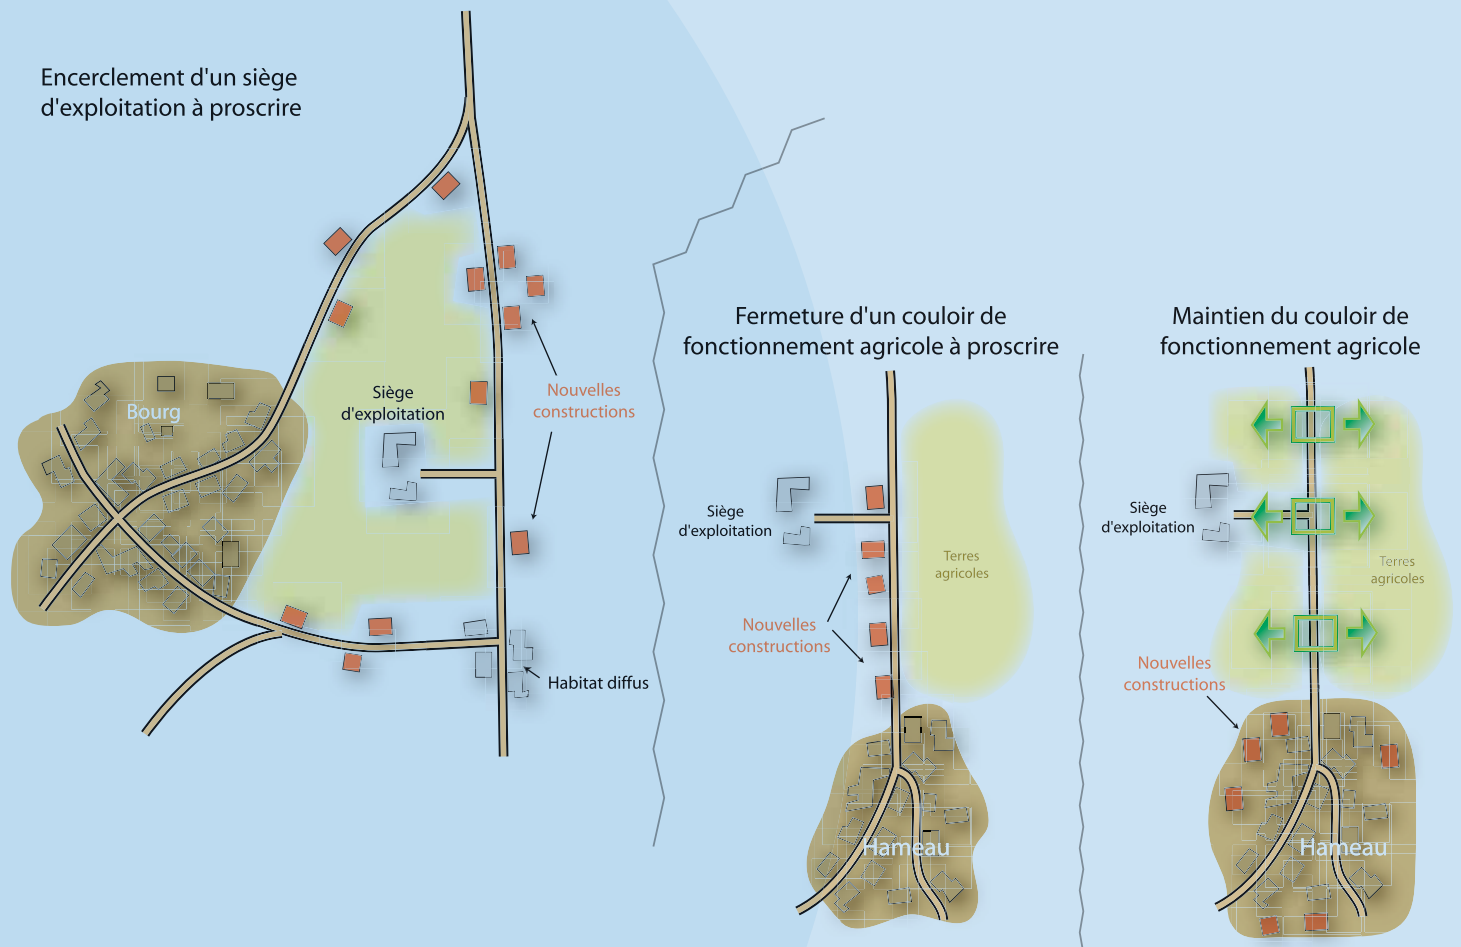 Encerclement d'un siège
d'exploitation à proscrire
Bourg
Siège
d'exploitation
Nouvelles
constructions
Habitat diffus
Fermeture d'un couloir de
fonctionnement agricole à proscrire
Siège
d'exploitation
Terres
agricoles
Nouvelles
constructions
Hameau
Maintien du couloir de
fonctionnement agricole
Siège
d'exploitation
Terres
agricoles
Nouvelles
constructions
Hameau